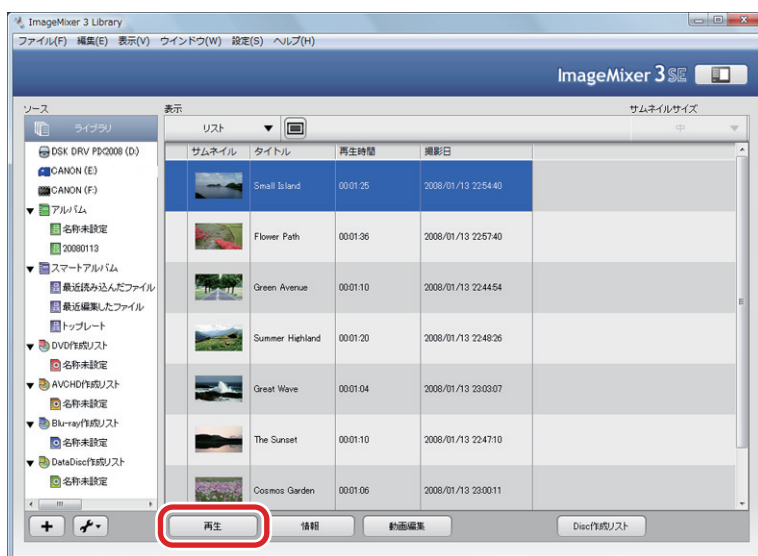 ImageMixer 3 Library
ファイル(F) 編集(E) 表示(V) ウインドウ(W) 設定(S) ヘルプ(H)
ImageMixer 3 SE
ソース 表示 サムネイルサイズ
ライブラリ リスト 中
DSK DRV PDC2008 (D:)
CANON (E:)
CANON (F:)
アルバム
名称未設定
20080113
スマートアルバム
最近読み込んだファイル
最近編集したファイル
トップレート
DVD作成リスト
名称未設定
AVCHD作成リスト
名称未設定
Blu-ray作成リスト
名称未設定
DataDisc作成リスト
名称未設定
サムネイル タイトル 再生時間 撮影日
Small Island 00:01:25 2008/01/13 22:54:40
Flower Path 00:01:36 2008/01/13 22:57:40
Green Avenue 00:01:10 2008/01/13 22:44:54
Summer Highland 00:01:20 2008/01/13 22:48:26
Great Wave 00:01:04 2008/01/13 23:03:07
The Sunset 00:01:10 2008/01/13 22:47:10
Cosmos Garden 00:01:06 2008/01/13 23:00:11
再生 情報 動画編集 Disc作成リスト